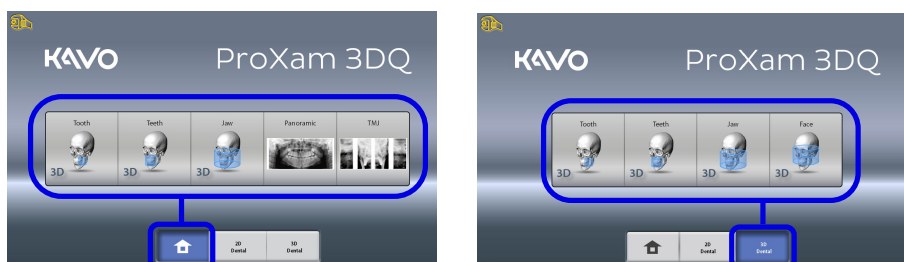 KAVO ProXam 3DQ
Tooth Teeth Jaw Panoramic TMJ
3D 3D 3D
2D Dental 3D Dental
KAVO ProXam 3DQ
Tooth Teeth Jaw Face
3D 3D 3D 3D
2D Dental 3D Dental